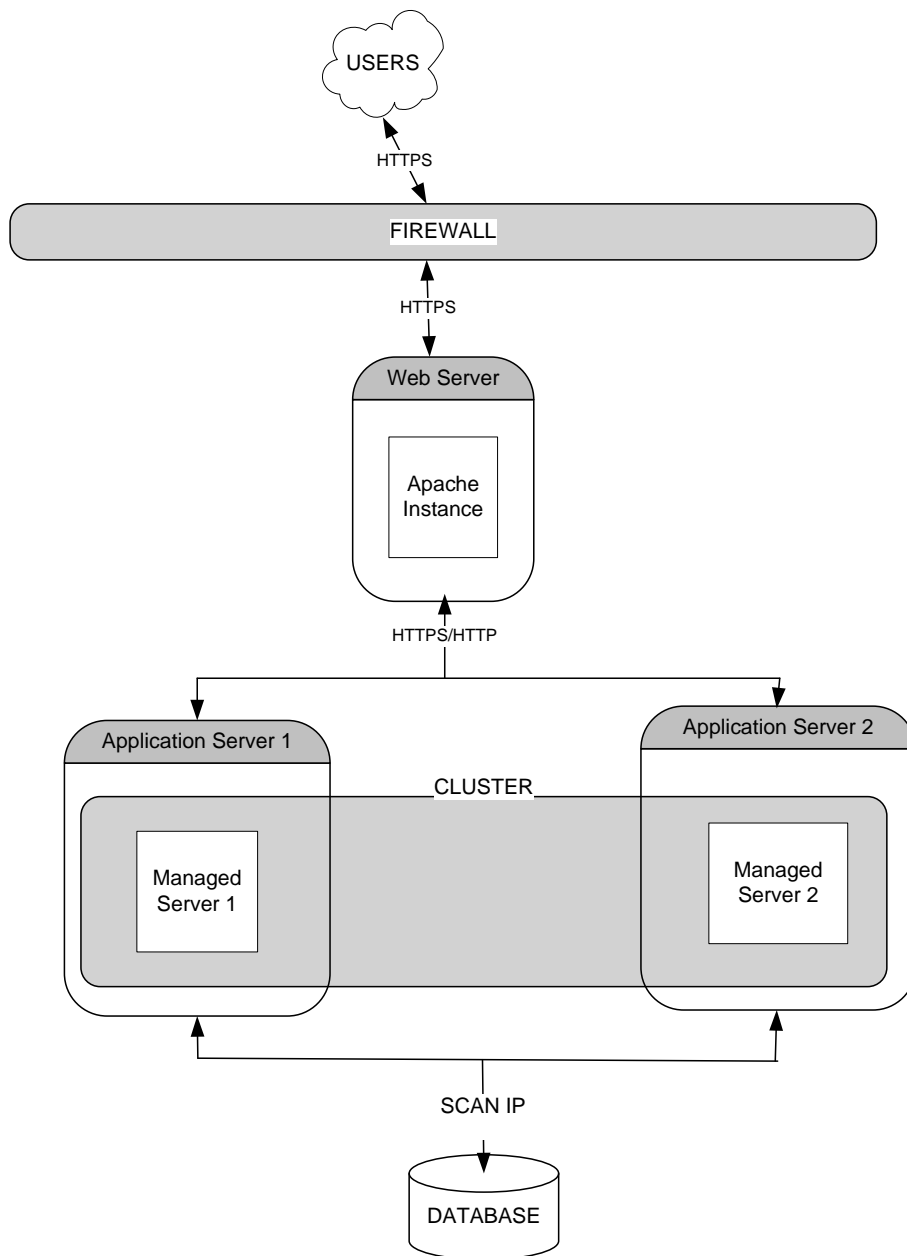 USERS
HTTPS
FIREWALL
HTTPS
Web Server
Apache
Instance
HTTPS/HTTP
Application Server 1
Application Server 2
CLUSTER
Managed
Server 1
Managed
Server 2
SCAN IP
DATABASE